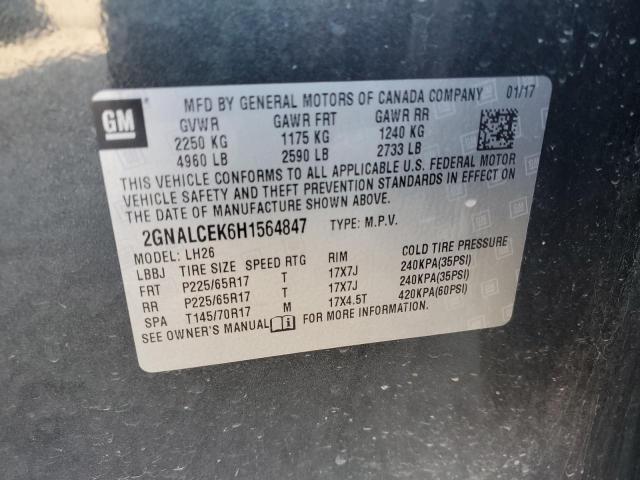 GM
MFD BY GENERAL MOTORS OF CANADA COMPANY 01/17
GVWR GAWR FRT GAWR RR
2250 KG 1175 KG 1240 KG
4960 LB 2590 LB 2733 LB
THIS VEHICLE CONFORMS TO ALL APPLICABLE U.S. FEDERAL MOTOR
VEHICLE SAFETY AND THEFT PREVENTION STANDARDS IN EFFECT ON
DATE OF MANUFACTURE SHOWN ABOVE.
2GNALCEK6H1564847 TYPE: M.P.V.
MODEL: LH26
LBBJ TIRE SIZE SPEED RTG RIM COLD TIRE PRESSURE
FRT P225/65R17 T 17X7J 240KPA(35PSI)
RR P225/65R17 T 17X7J 240KPA(35PSI)
SPA T145/70R17 M 17X4.5T 420KPA(60PSI)
SEE OWNER'S MANUAL FOR MORE INFORMATION.